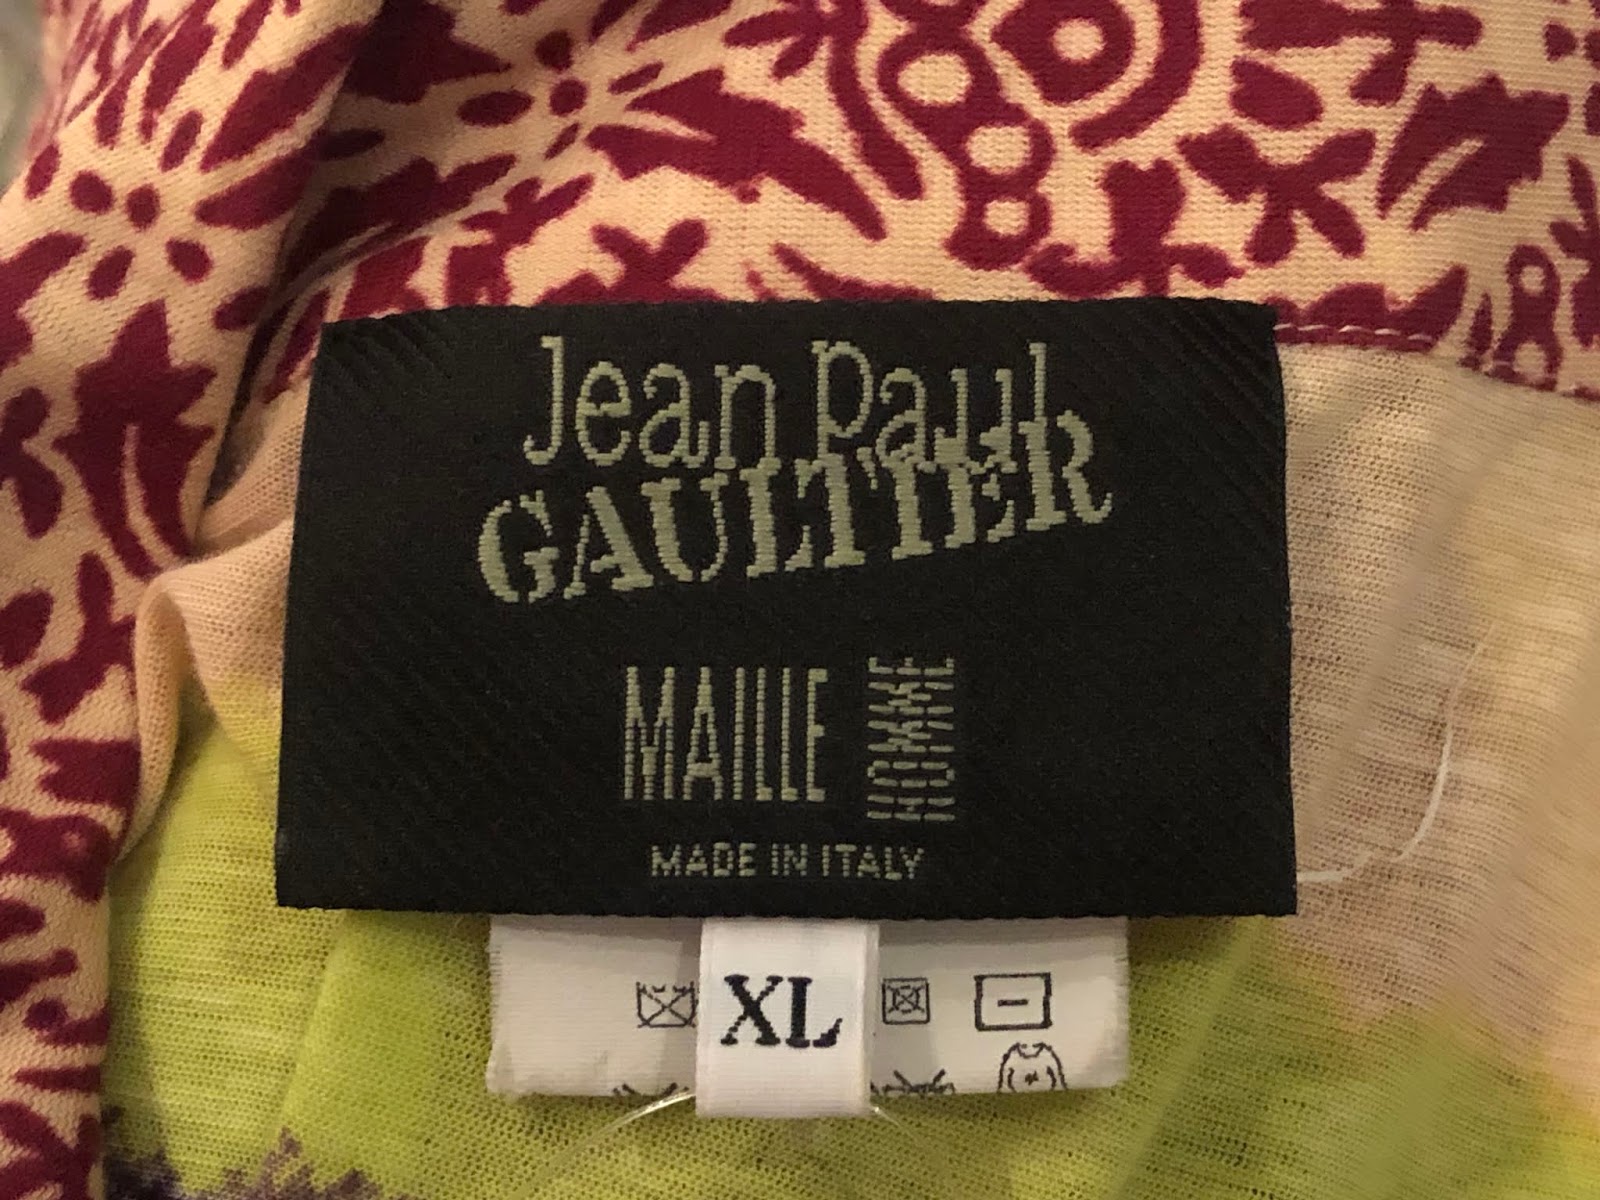 Jean Paul
GAULTIER
MAILLE HOMME
MADE IN ITALY
XL